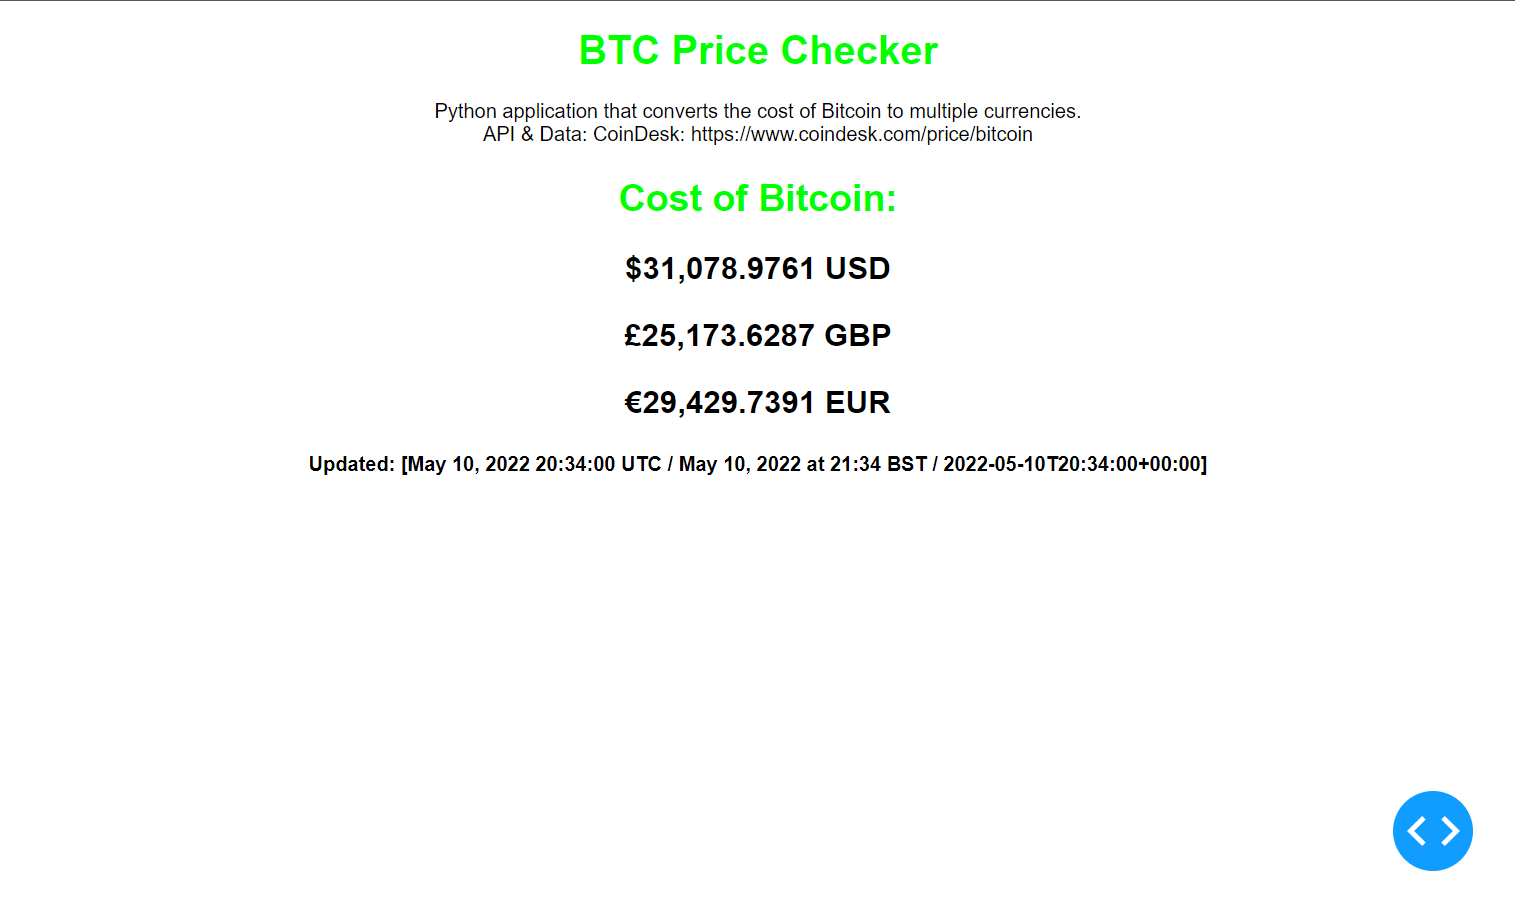 BTC Price Checker
Python application that converts the cost of Bitcoin to multiple currencies.
API & Data: CoinDesk: https://www.coindesk.com/price/bitcoin
Cost of Bitcoin:
$31,078.9761 USD
£25,173.6287 GBP
€29,429.7391 EUR
Updated: [May 10, 2022 20:34:00 UTC / May 10, 2022 at 21:34 BST / 2022-05-10T20:34:00+00:00]